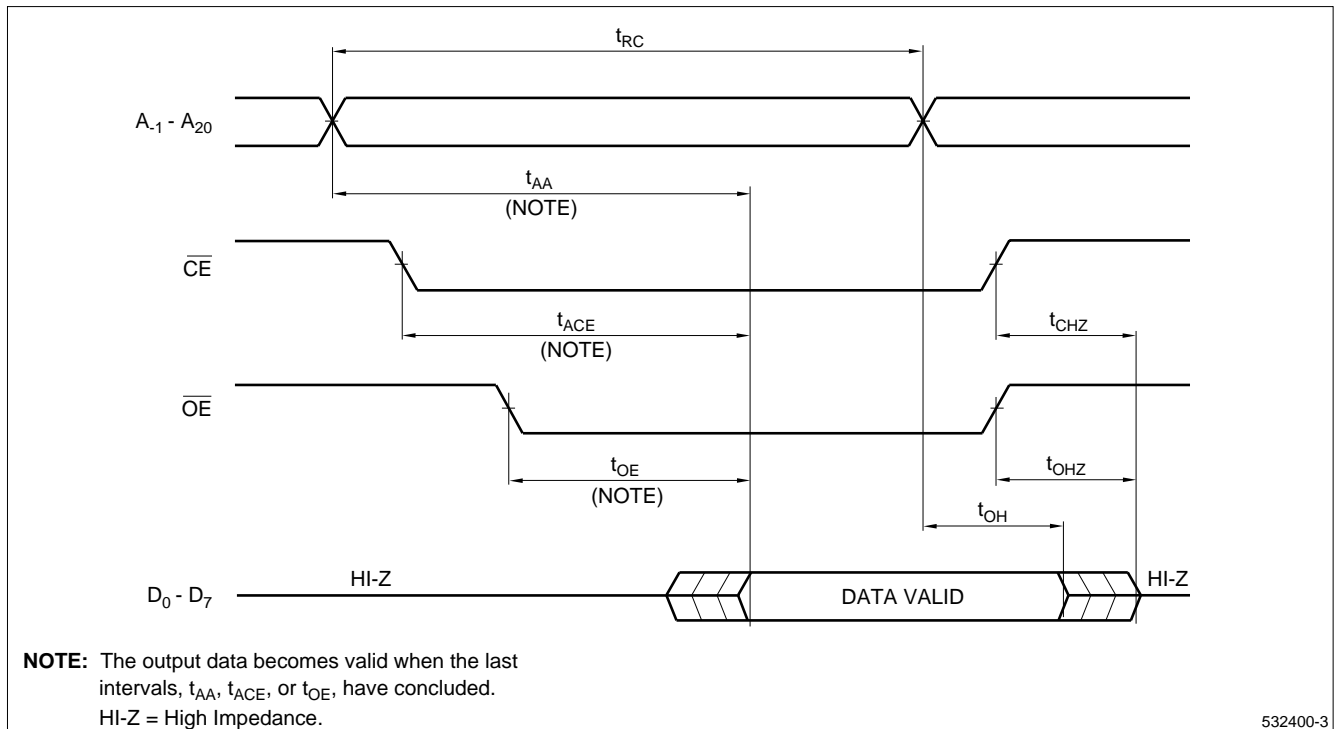 tRC
A-1 - A20
tAA
(NOTE)
CE
tACE
(NOTE)
tCHZ
OE
tOE
(NOTE)
tOHZ
tOH
D0 - D7
HI-Z
DATA VALID
HI-Z
NOTE: The output data becomes valid when the last
intervals, tAA, tACE, or tOE, have concluded.
HI-Z = High Impedance.
532400-3